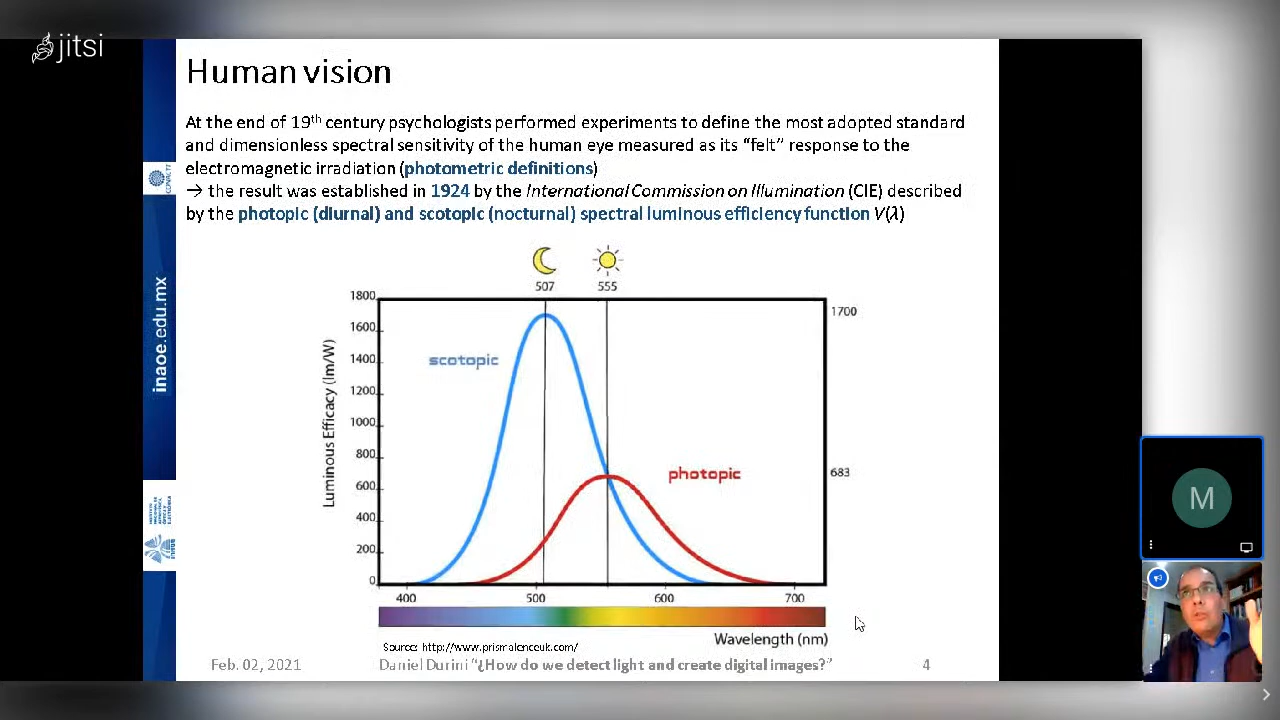 jitsi
Human vision
At the end of 19th century psychologists performed experiments to define the most adopted standard
and dimensionless spectral sensitivity of the human eye measured as its “felt” response to the
electromagnetic irradiation (photometric definitions)
→ the result was established in 1924 by the International Commission on Illumination (CIE) described
by the photopic (diurnal) and scotopic (nocturnal) spectral luminous efficiency function V(λ)
507 555
1800
1600
1400
1200
1000
800
600
400
200
0
1700
683
scotopic
photopic
Luminous Efficacy (lm/W)
400 500 600 700
Wavelength (nm)
Source: http://www.prismalenceuk.com/
Feb. 02, 2021 Daniel Durini “¿How do we detect light and create digital images?” 4
inaoe.edu.mx
M